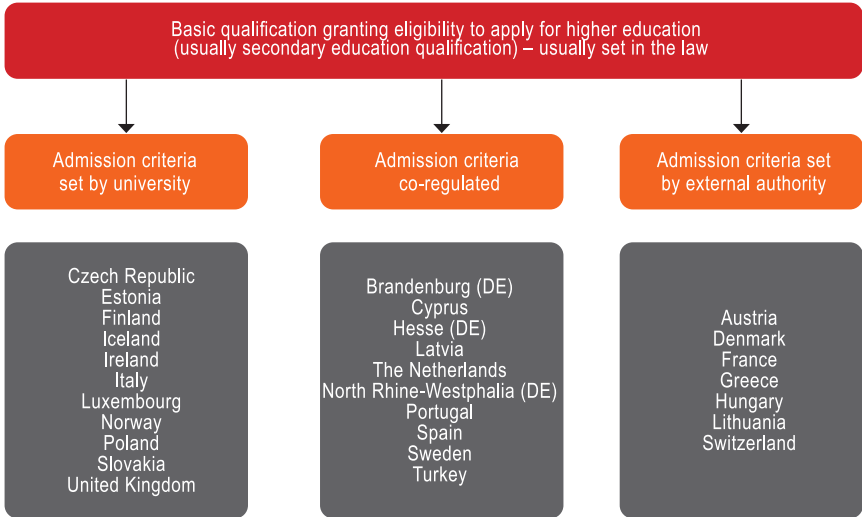 Basic qualification granting eligibility to apply for higher education
(usually secondary education qualification) – usually set in the law
Admission criteria
set by university
Admission criteria
co-regulated
Admission criteria set
by external authority
Czech Republic
Estonia
Finland
Iceland
Ireland
Italy
Luxembourg
Norway
Poland
Slovakia
United Kingdom
Brandenburg (DE)
Cyprus
Hesse (DE)
Latvia
The Netherlands
North Rhine-Westphalia (DE)
Portugal
Spain
Sweden
Turkey
Austria
Denmark
France
Greece
Hungary
Lithuania
Switzerland